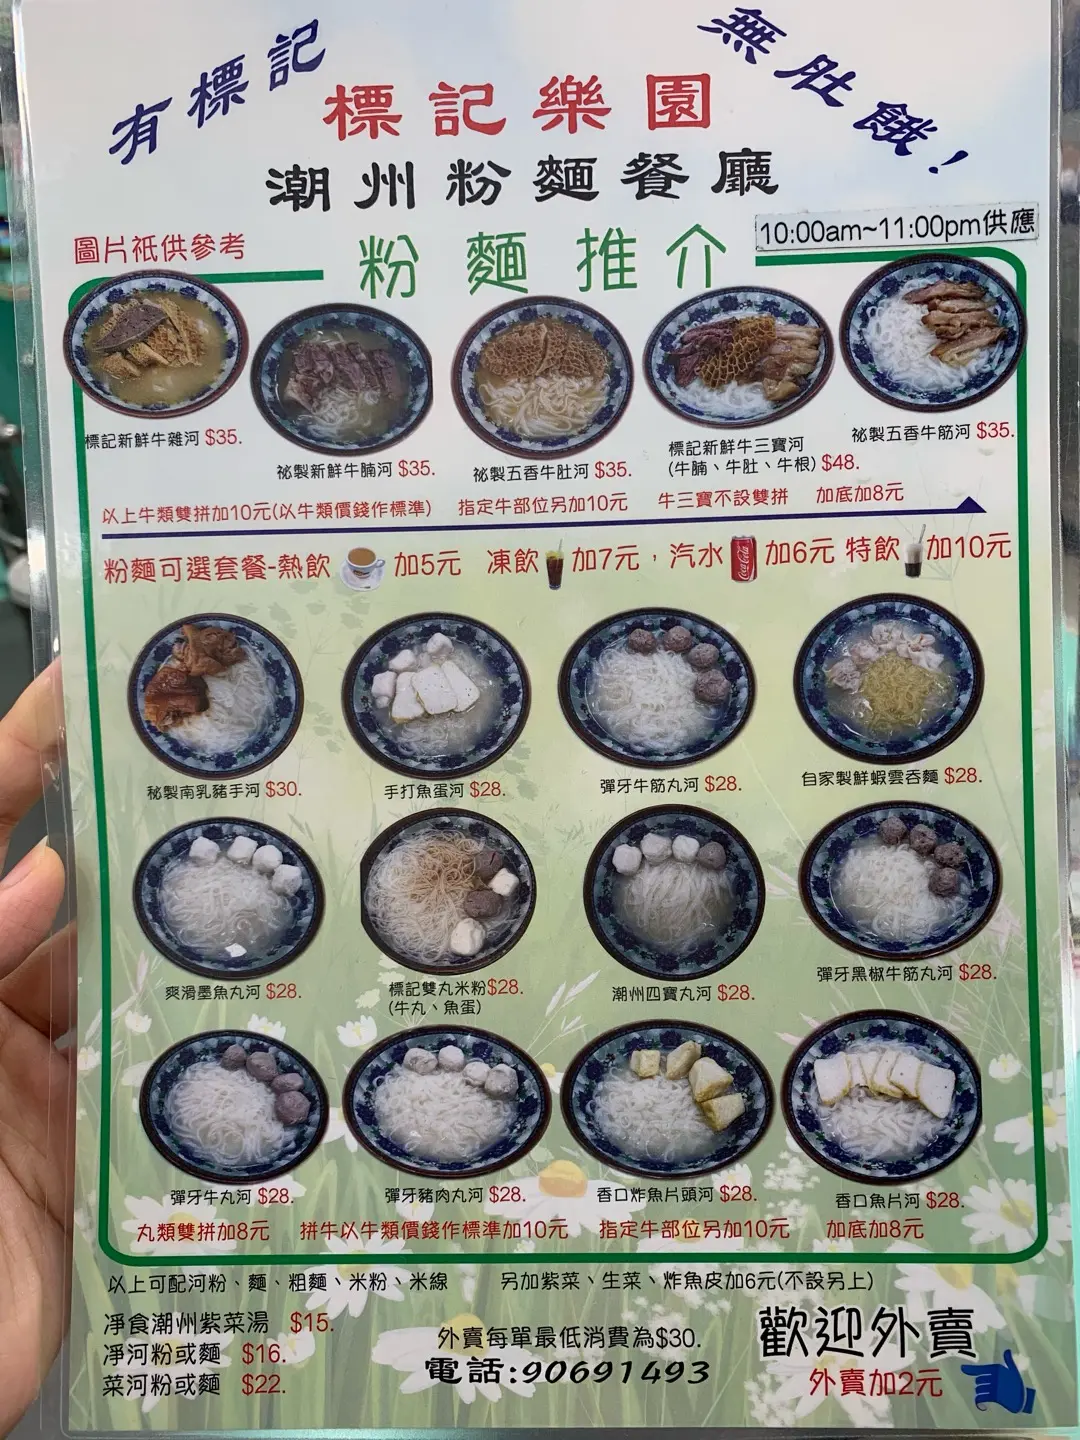 有標記
無肚餓！
標記樂園
潮州粉麵餐廳
圖片祇供參考
粉麵推介
10:00am~11:00pm供應
標記新鮮牛雜河 $35.
祕製新鮮牛腩河 $35.
祕製五香牛肚河 $35.
標記新鮮牛三寶河
(牛腩、牛肚、牛根) $48.
祕製五香牛筋河 $35.
以上牛類雙拼加10元(以牛類價錢作標準) 指定牛部位另加10元 牛三寶不設雙拼 加底加8元
粉麵可選套餐-熱飲 加5元 凍飲 加7元，汽水 加6元 特飲 加10元
Coca-Cola
秘製南乳豬手河 $30.
手打魚蛋河 $28.
彈牙牛筋丸河 $28.
自家製鮮蝦雲吞麵 $28.
爽滑墨魚丸河 $28.
標記雙丸米粉$28.
(牛丸、魚蛋)
潮州四寶丸河 $28.
彈牙黑椒牛筋丸河 $28.
彈牙牛丸河 $28.
彈牙豬肉丸河 $28.
香口炸魚片頭河 $28.
香口魚片河 $28.
丸類雙拼加8元 拼牛以牛類價錢作標準加10元 指定牛部位另加10元 加底加8元
以上可配河粉、麵、粗麵、米粉、米線 另加紫菜、生菜、炸魚皮加6元(不設另上)
凈食潮州紫菜湯 $15.
凈河粉或麵 $16.
菜河粉或麵 $22.
外賣每單最低消費為$30.
電話:90691493
歡迎外賣
外賣加2元